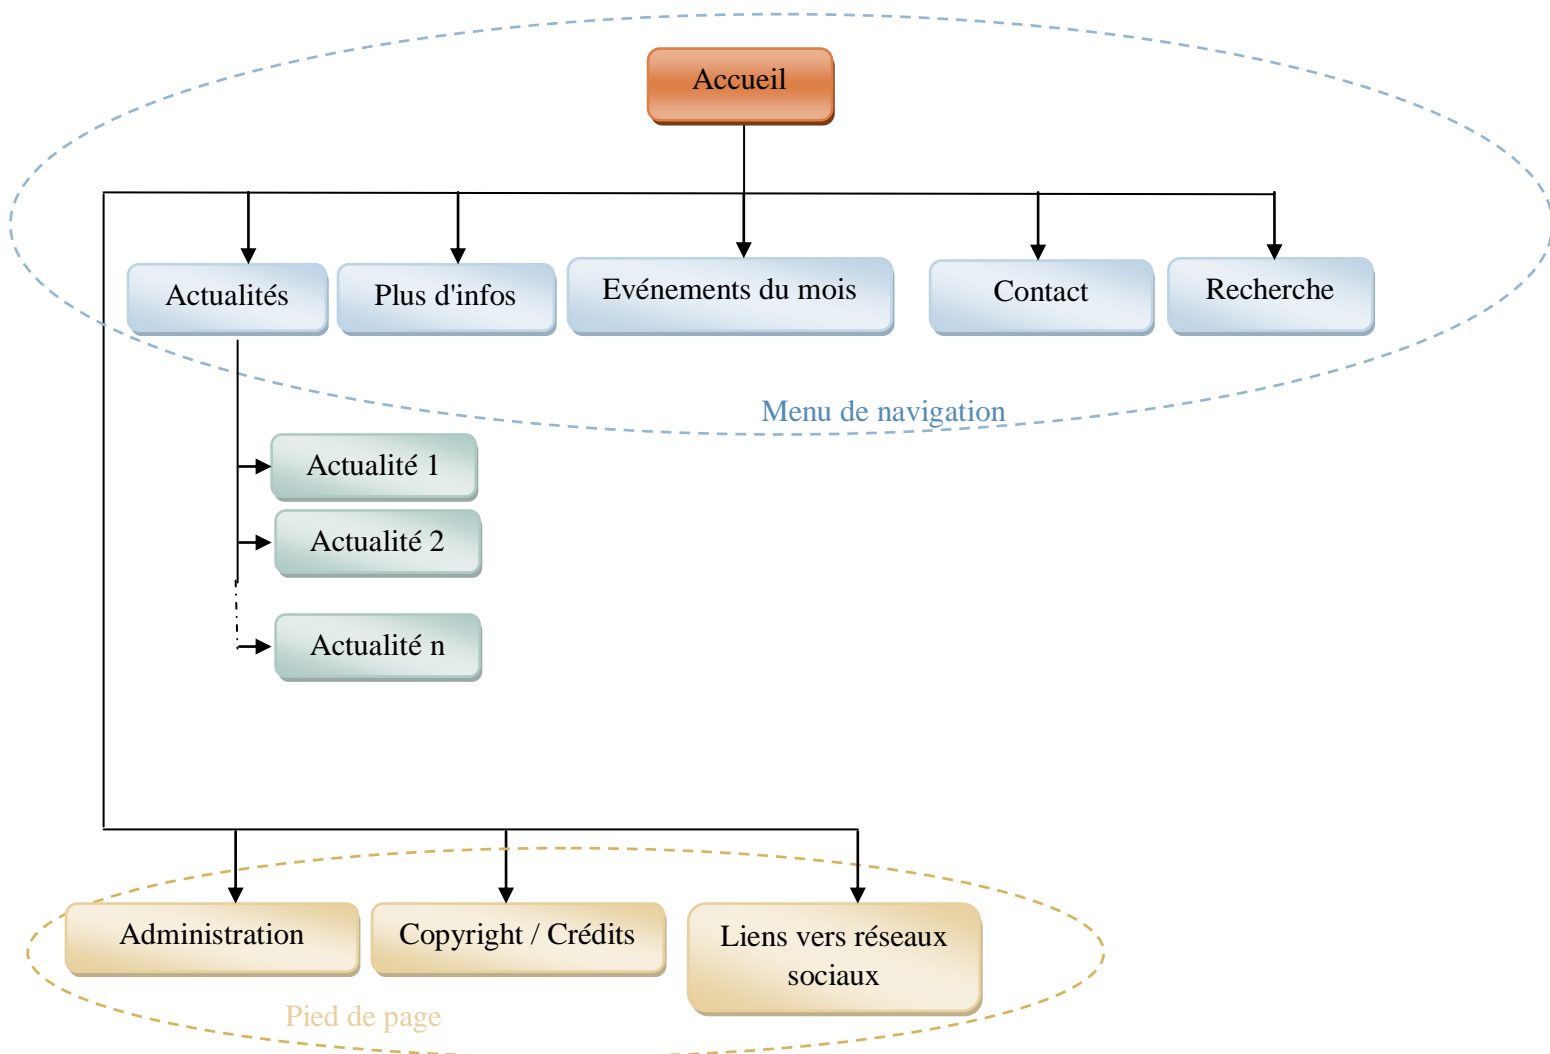 Accueil
Actualités
Plus d'infos
Evénements du mois
Contact
Recherche
Menu de navigation
Actualité 1
Actualité 2
Actualité n
Administration
Copyright / Crédits
Liens vers réseaux
sociaux
Pied de page